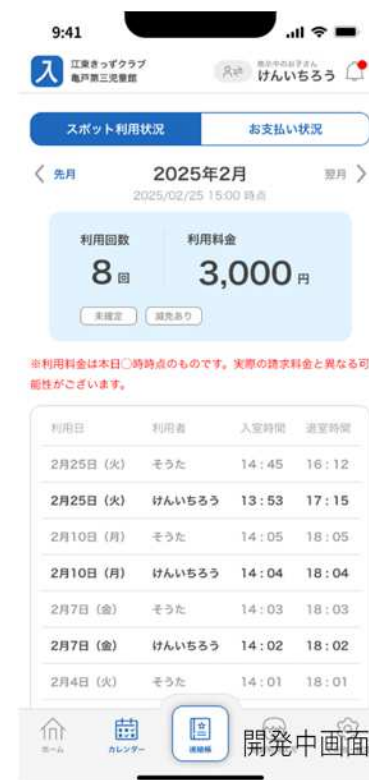 9:41
入
江東きっずクラブ
亀戸第三児童館
表示中のお子さん
けんいちろう
スポット利用状況
お支払い状況
先月
2025年2月
翌月
2025/02/25 15:00 時点
利用回数
利用料金
8 回
3,000 円
未確定
減免あり
※利用料金は本日○時時点のものです。実際の請求料金と異なる可
能性がございます。
利用日 利用者 入室時間 退室時間
2月25日（火） そうた 14：45 16：12
2月25日（火） けんいちろう 13：53 17：15
2月10日（月） そうた 14：05 18：05
2月10日（月） けんいちろう 14：04 18：04
2月7日（金） そうた 14：03 18：03
2月7日（金） けんいちろう 14：02 18：02
2月4日（火） そうた 14：01 18：01
ホーム
カレンダー
連絡帳
開発中画面